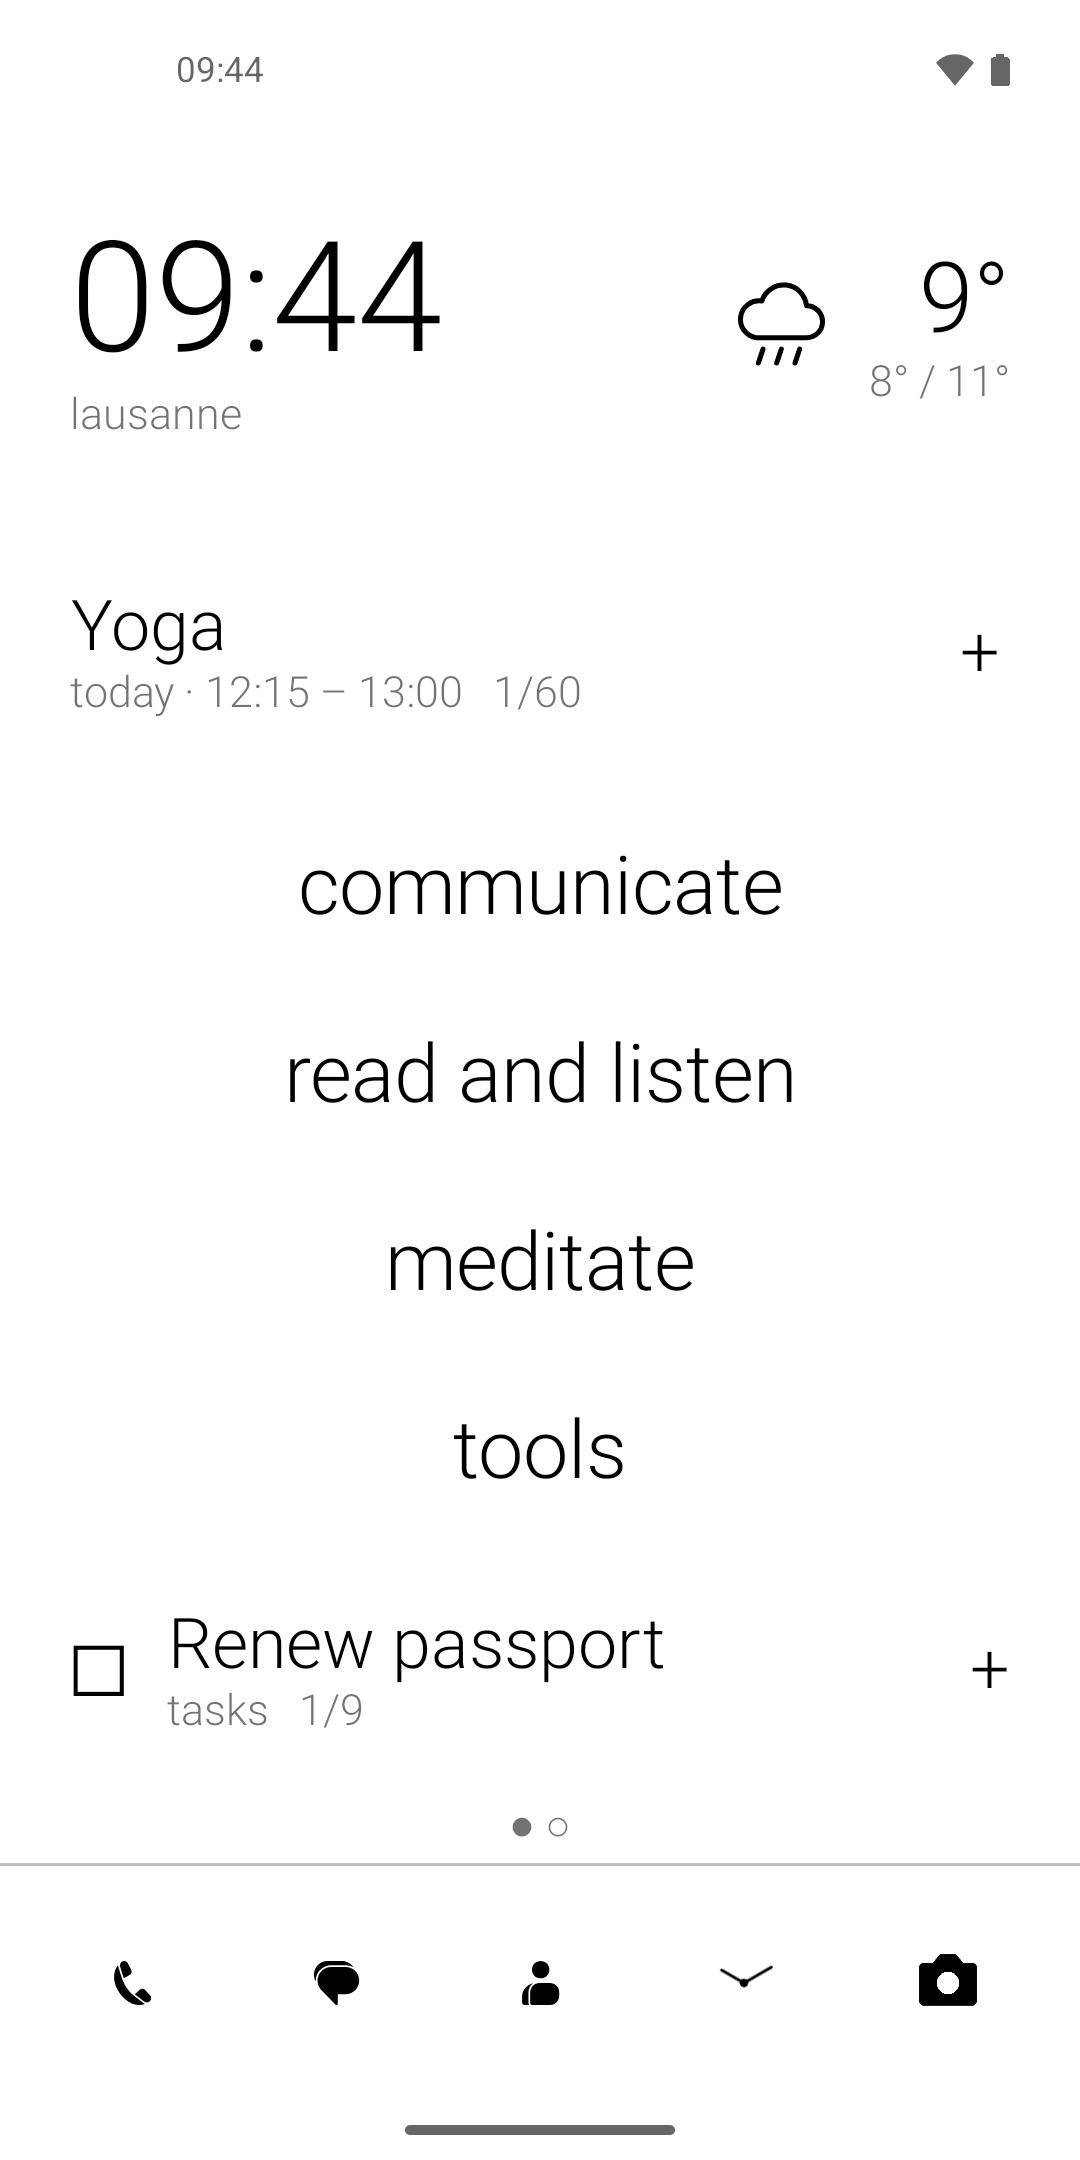 09:44
09:44
9°
8° / 11°
lausanne
Yoga
today · 12:15 – 13:00 1/60
communicate
read and listen
meditate
tools
Renew passport
tasks 1/9